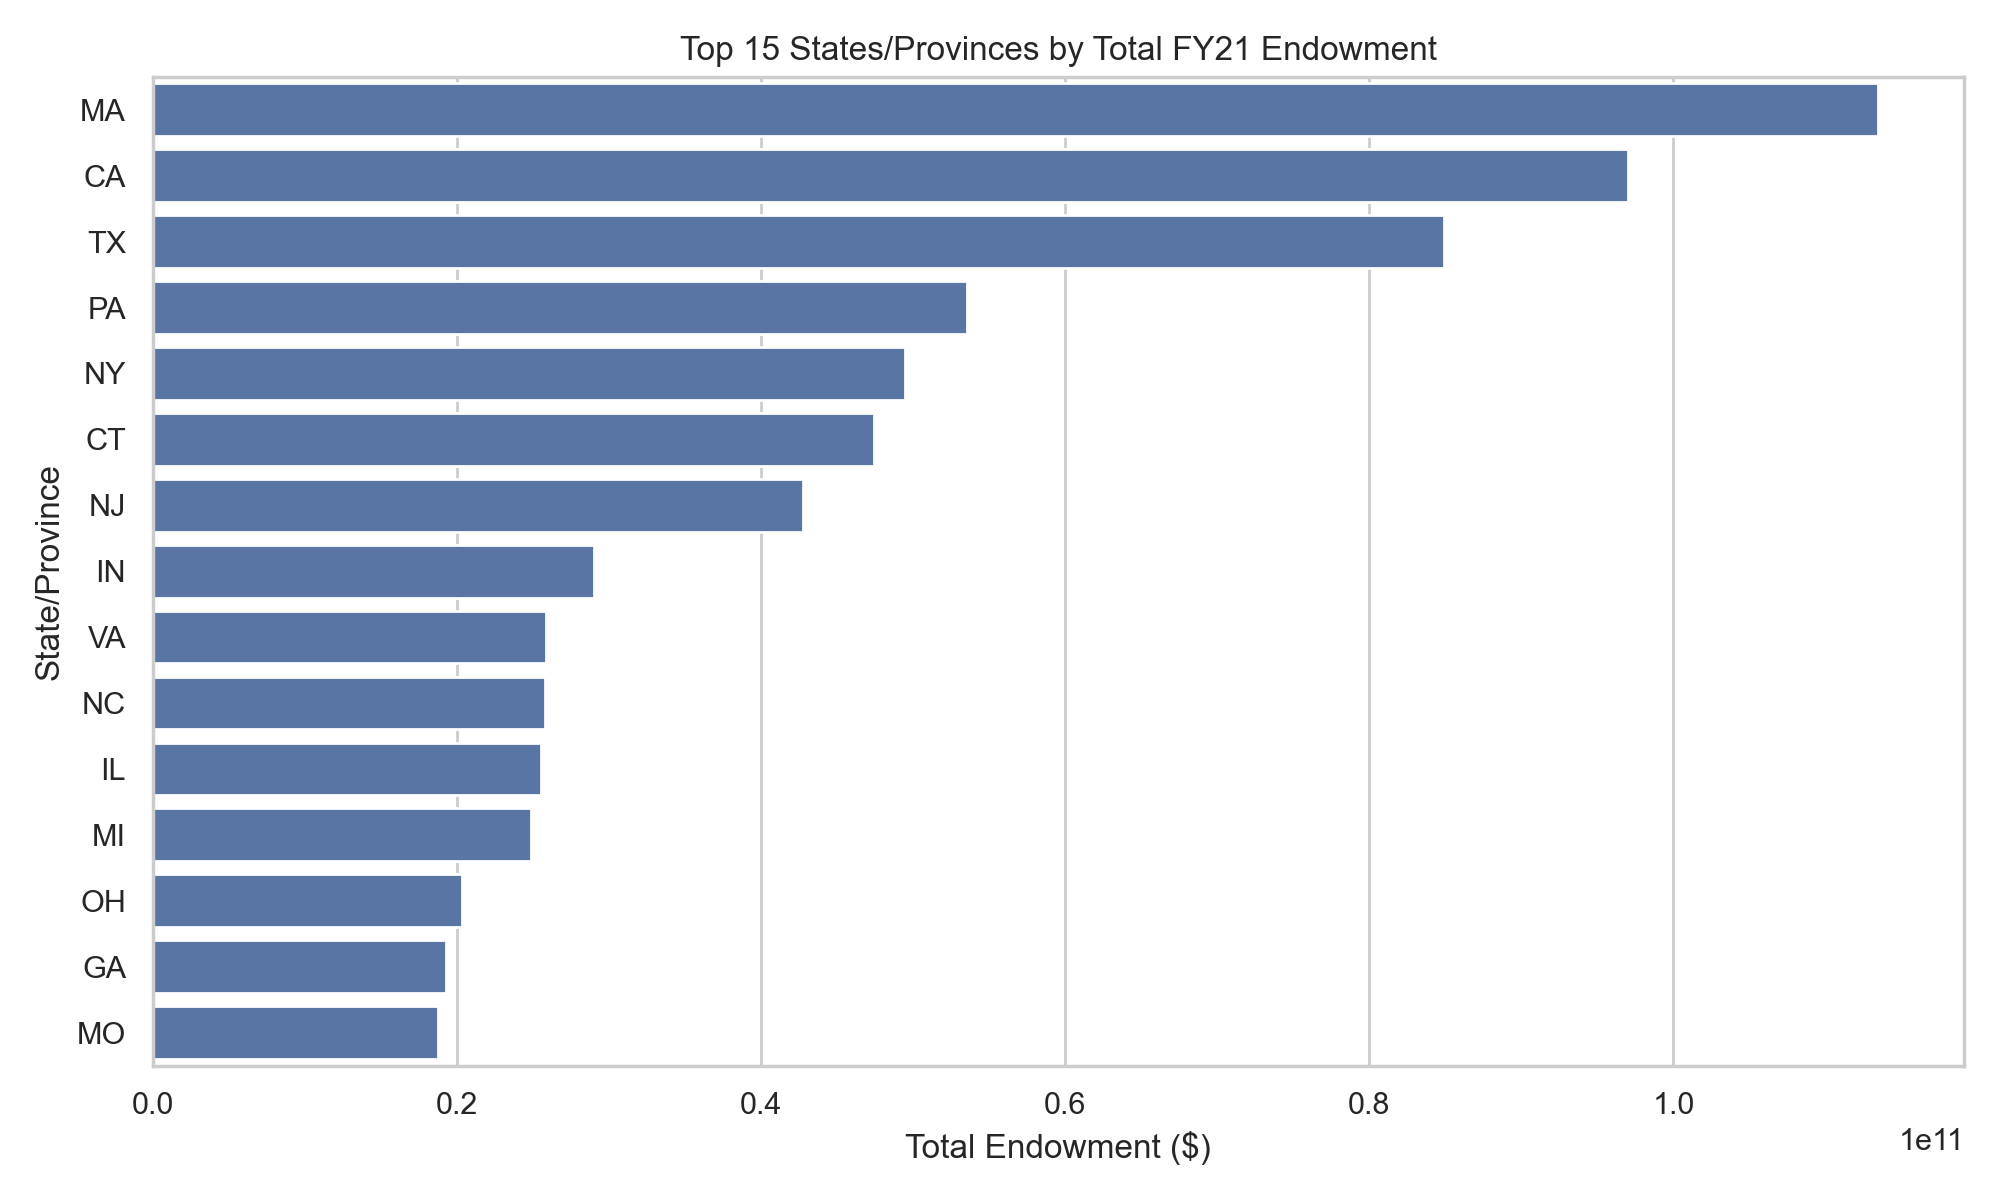 Top 15 States/Provinces by Total FY21 Endowment
State/Province
MA
CA
TX
PA
NY
CT
NJ
IN
VA
NC
IL
MI
OH
GA
MO
0.0 0.2 0.4 0.6 0.8 1.0
1e11
Total Endowment ($)